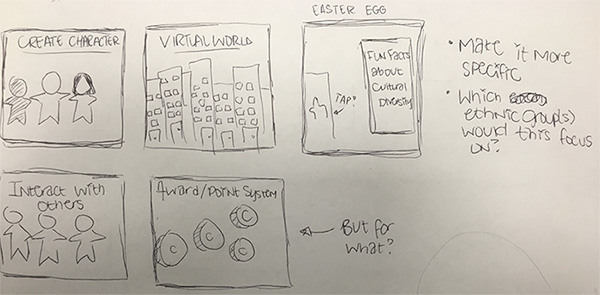 EASTER EGG
CREATE CHARACTER
VIRTUAL WORLD
FUN FACTS
about
Cultural
Diversity
TAP?
• Make it more
specific
• Which
ethnic group(s)
would this focus
on?
Interact with
others
Award/Point System
C
C
C
C
But for
what?